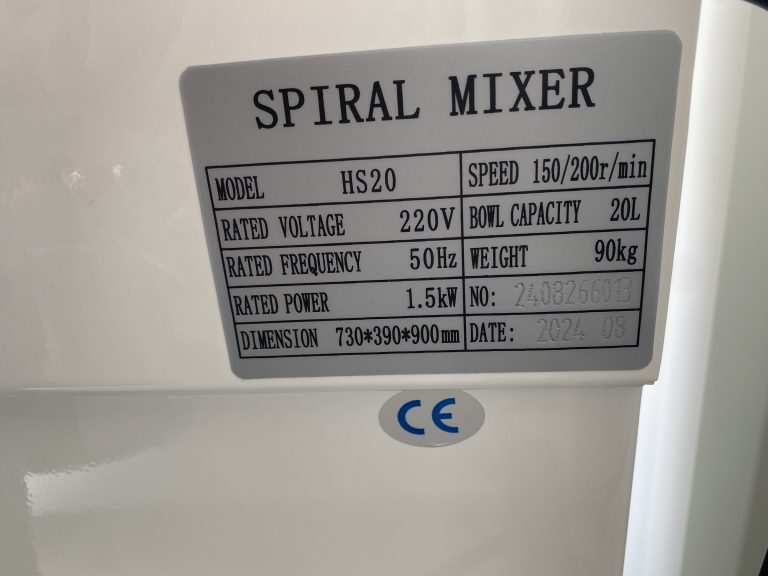 SPIRAL MIXER
MODEL HS20 SPEED 150/200r/min
RATED VOLTAGE 220V BOWL CAPACITY 20L
RATED FREQUENCY 50Hz WEIGHT 90kg
RATED POWER 1.5kW NO: 2408266013
DIMENSION 730*390*900mm DATE: 2024 08
CE